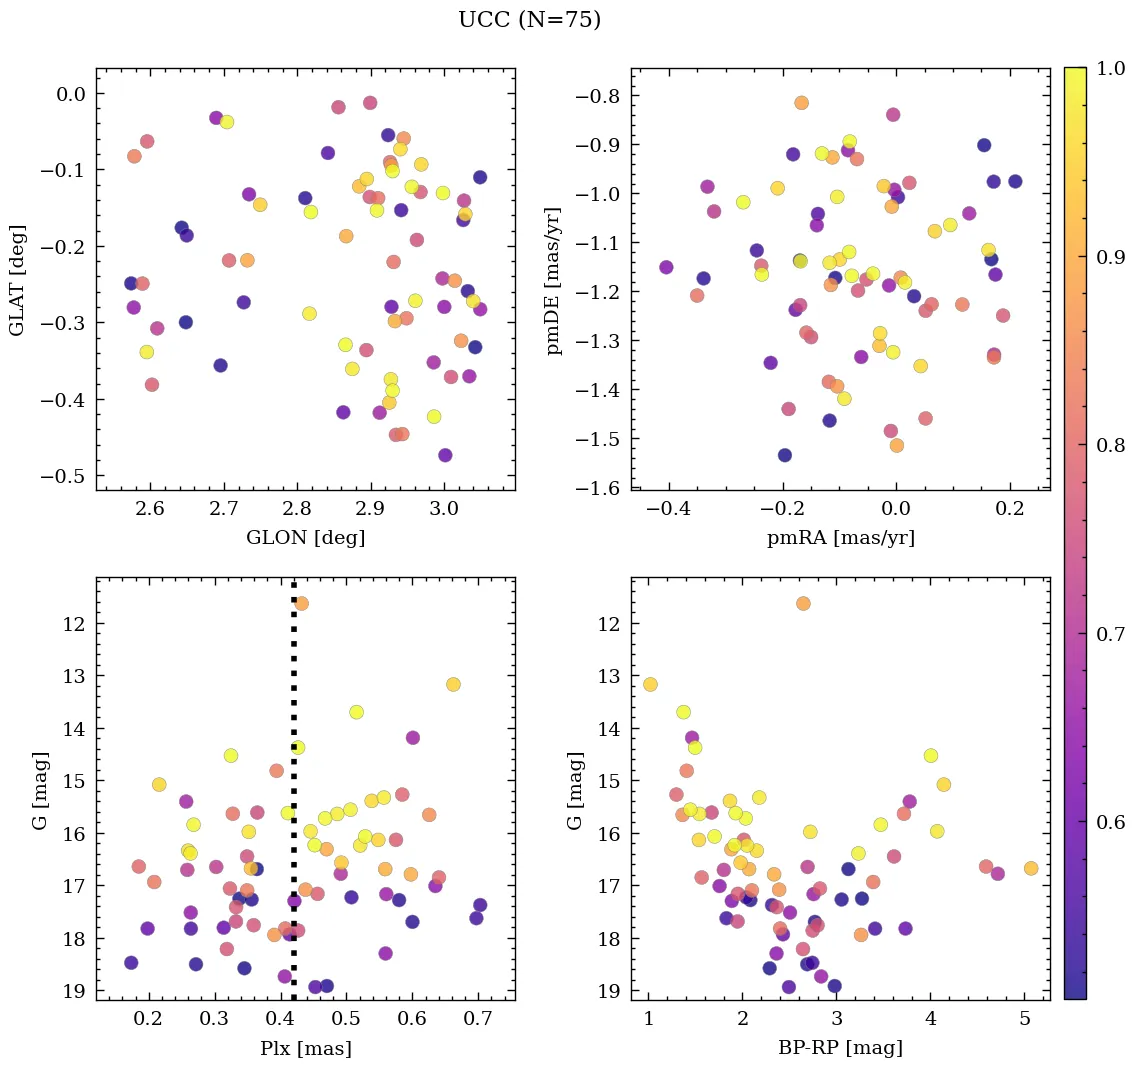 UCC (N=75)
0.0
−0.1
−0.2
−0.3
−0.4
−0.5
GLAT [deg]
2.6 2.7 2.8 2.9 3.0
GLON [deg]
−0.8
−0.9
−1.0
−1.1
−1.2
−1.3
−1.4
−1.5
−1.6
pmDE [mas/yr]
−0.4 −0.2 0.0 0.2
pmRA [mas/yr]
12
13
14
15
16
17
18
19
G [mag]
0.2 0.3 0.4 0.5 0.6 0.7
Plx [mas]
12
13
14
15
16
17
18
19
G [mag]
1 2 3 4 5
BP-RP [mag]
1.0
0.9
0.8
0.7
0.6